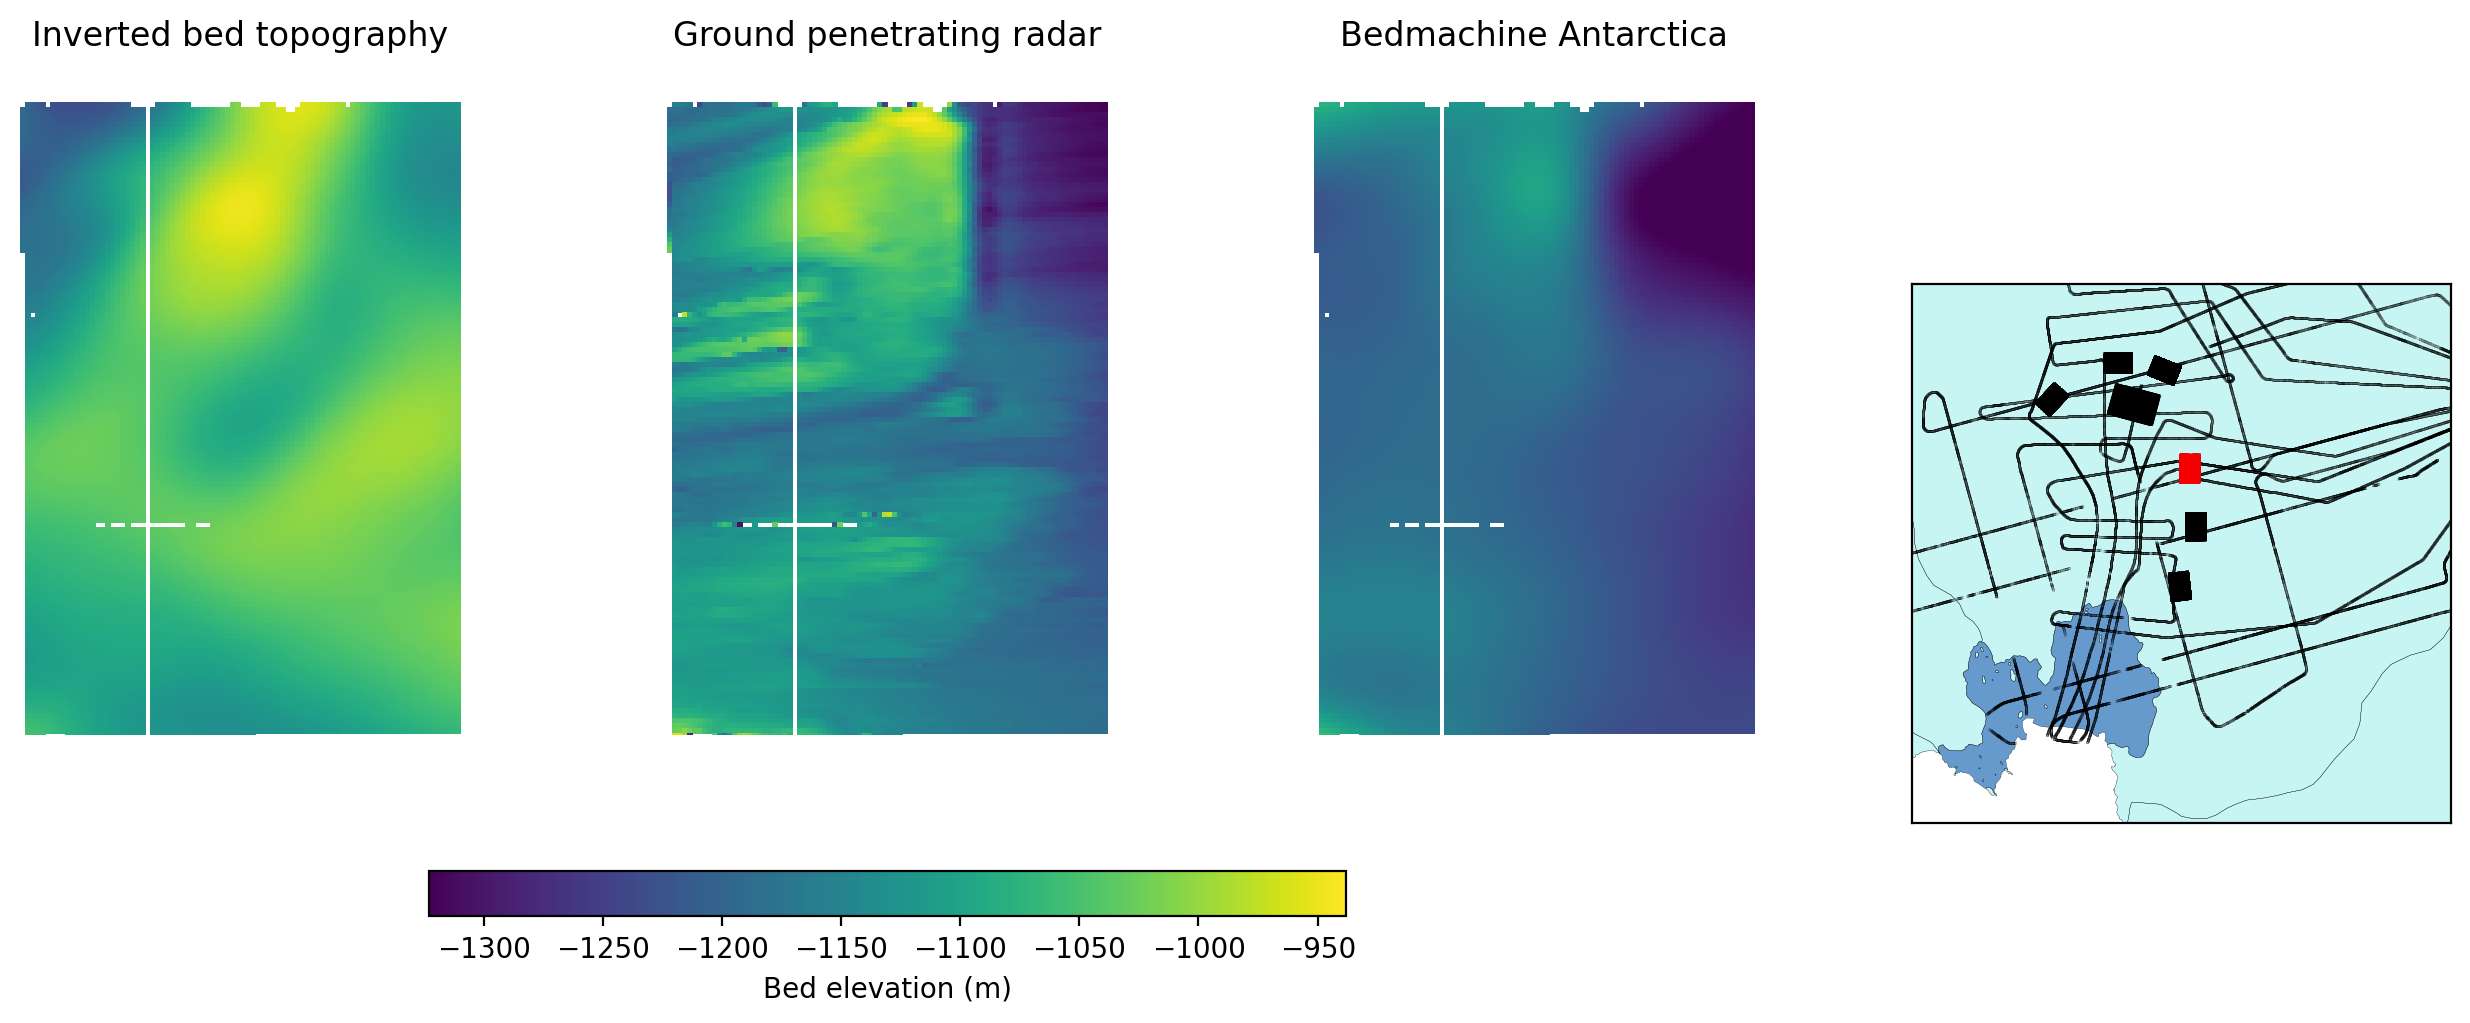 Inverted bed topography
Ground penetrating radar
Bedmachine Antarctica
−1300 −1250 −1200 −1150 −1100 −1050 −1000 −950
Bed elevation (m)